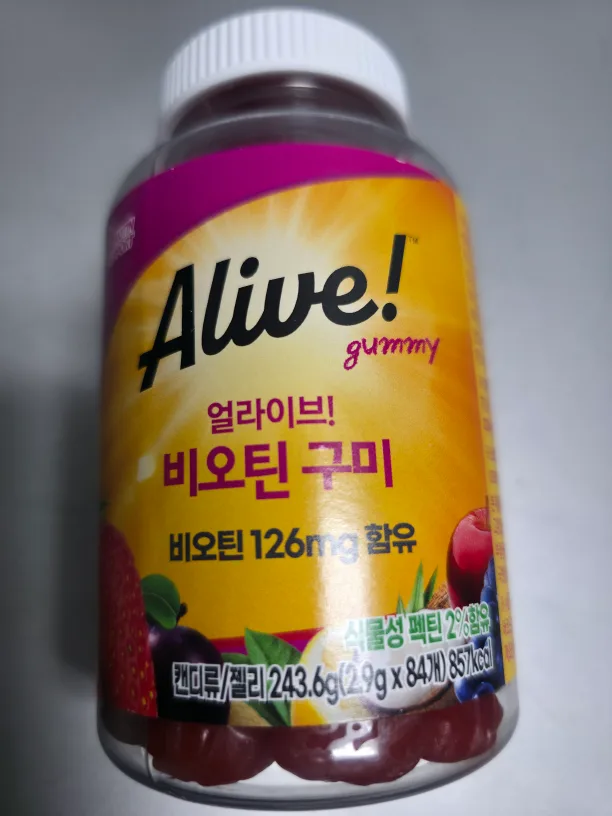 Alive!™
gummy
얼라이브!
비오틴 구미
비오틴 126mg 함유
식물성 펙틴 2%함유
캔디류/젤리 243.6g(2.9g x 84개) 857kcal